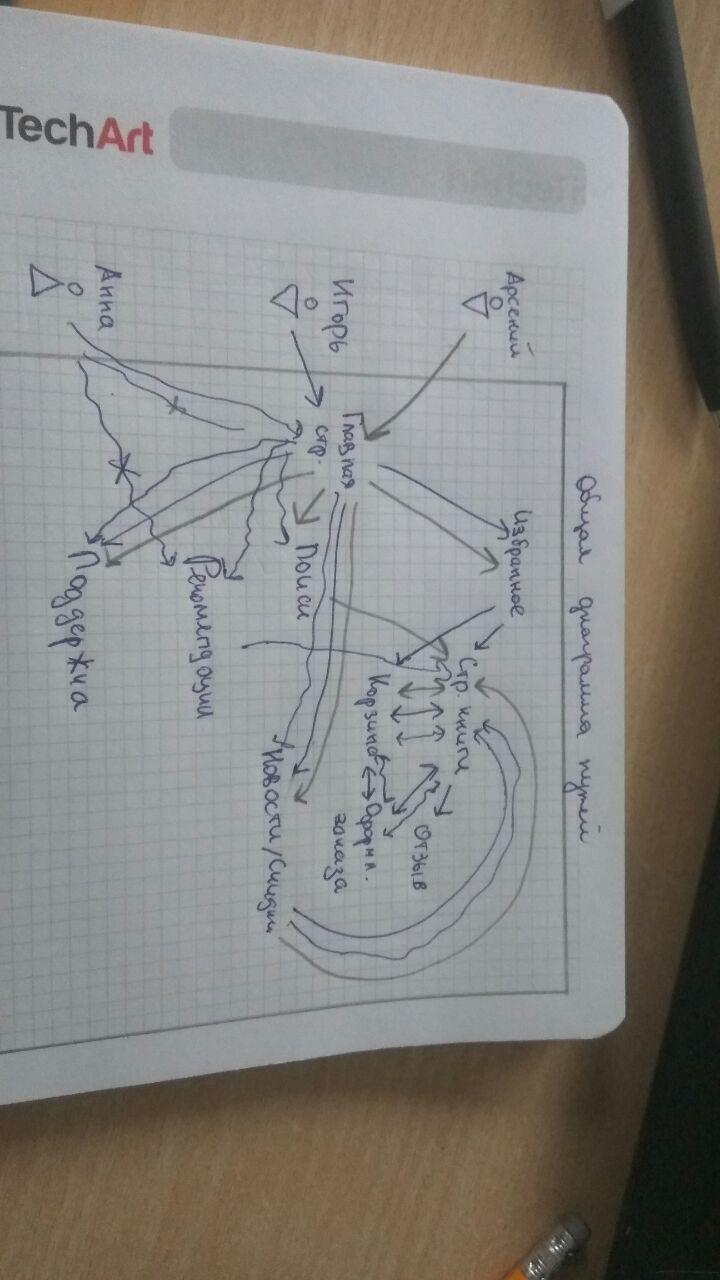 TechArt
Общая диаграмма путей
Арсений
Избранное
Стр. книги
Отзыв
Игорь
Главная
стр.
Корзина
Оформл.
заказа
Поиск
Новости/Скидки
Анна
Рекомендации
Поддержка